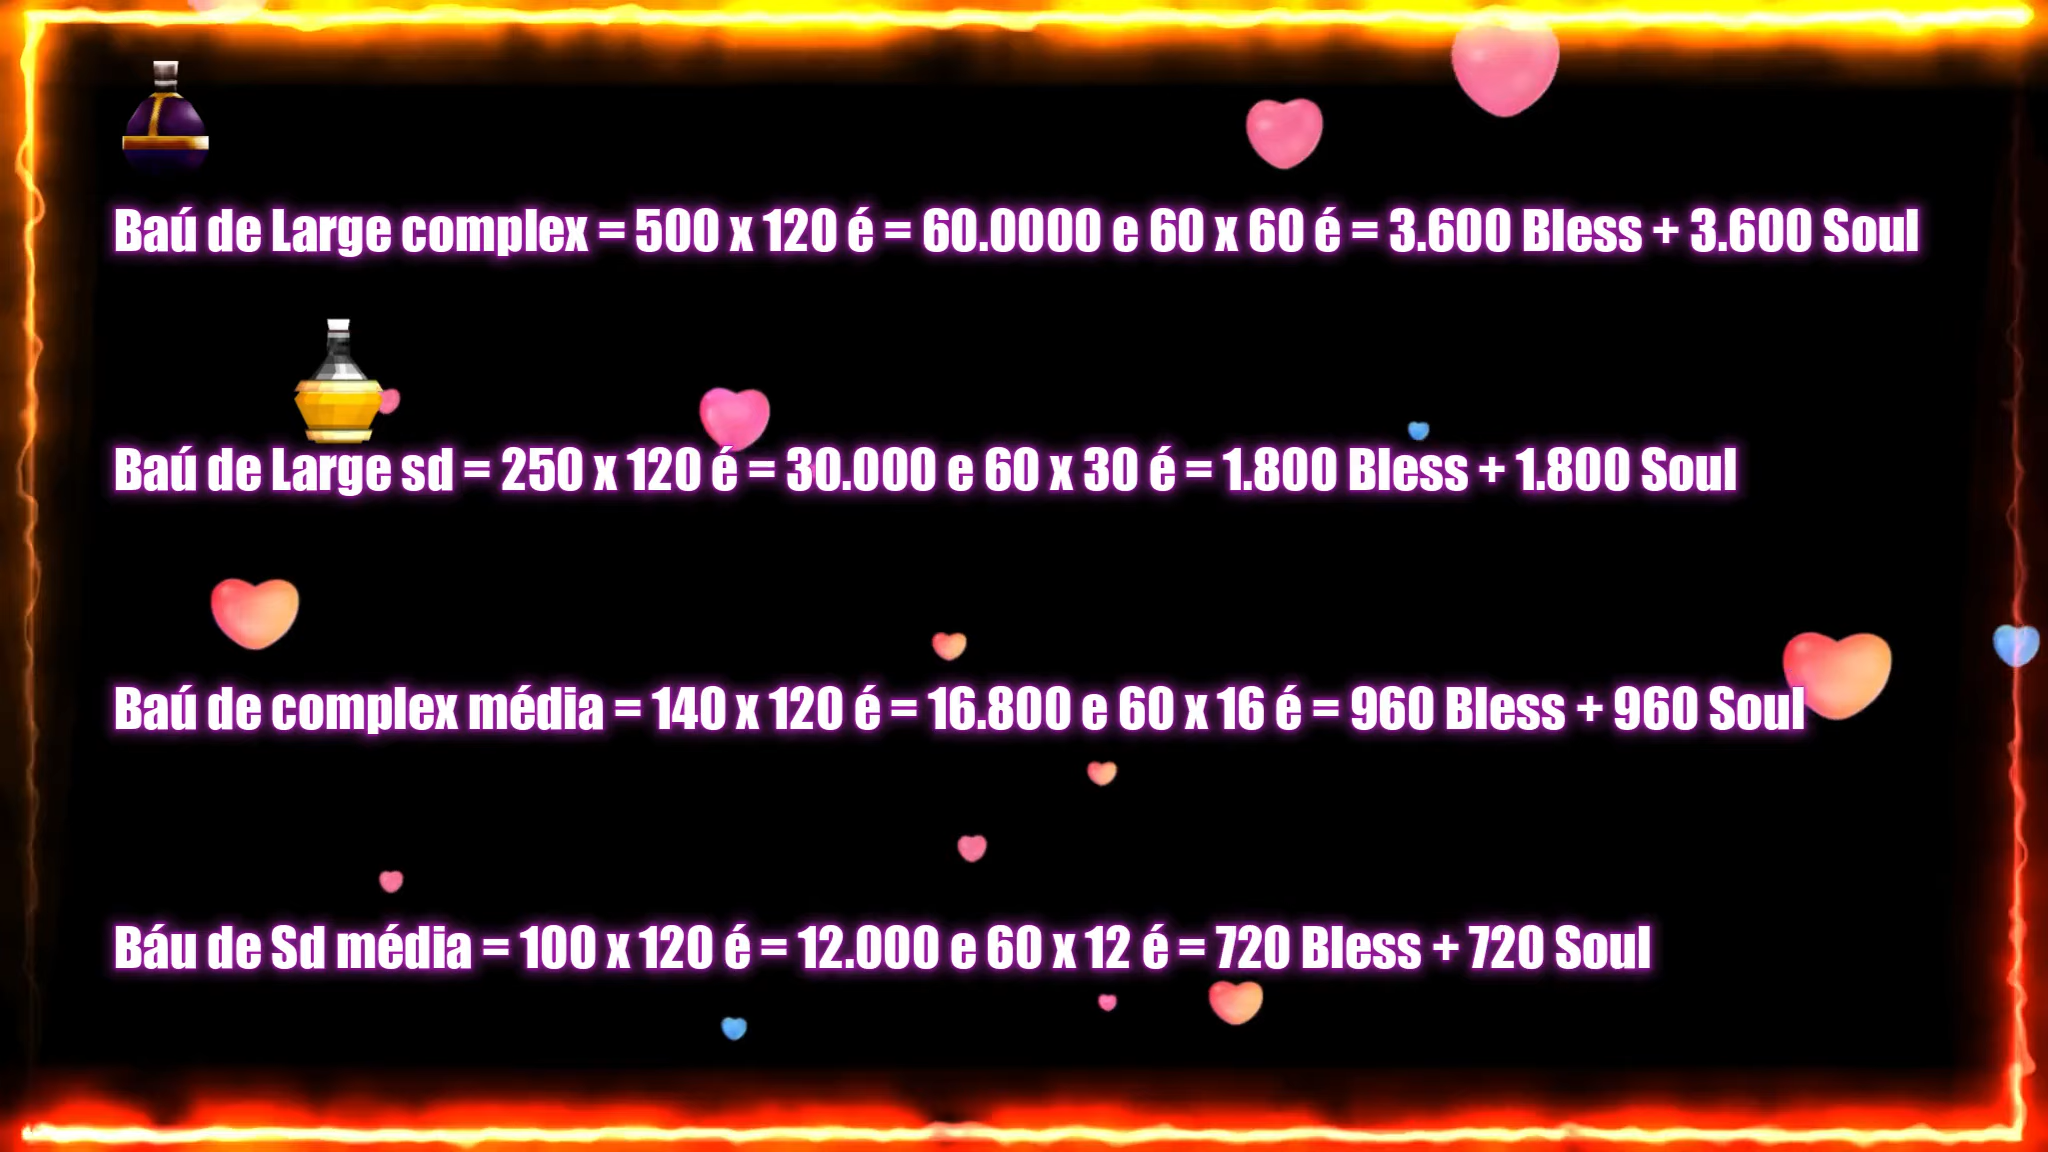 Baú de Large complex = 500 x 120 é = 60.0000 e 60 x 60 é = 3.600 Bless + 3.600 Soul
Baú de Large sd = 250 x 120 é = 30.000 e 60 x 30 é = 1.800 Bless + 1.800 Soul
Baú de complex média = 140 x 120 é = 16.800 e 60 x 16 é = 960 Bless + 960 Soul
Báu de Sd média = 100 x 120 é = 12.000 e 60 x 12 é = 720 Bless + 720 Soul